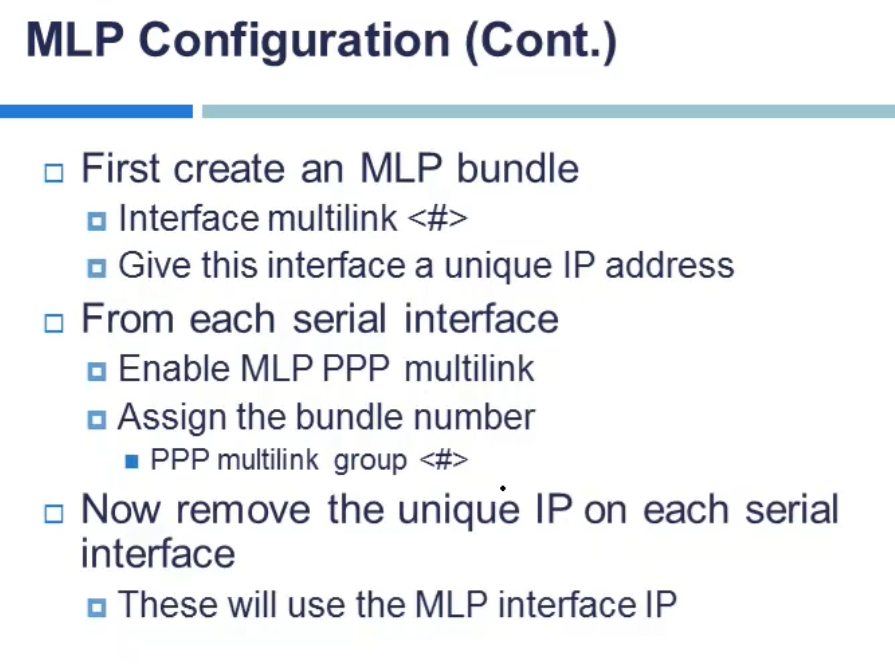 MLP Configuration (Cont.)
First create an MLP bundle
Interface multilink <#>
Give this interface a unique IP address
From each serial interface
Enable MLP PPP multilink
Assign the bundle number
PPP multilink group <#>
Now remove the unique IP on each serial
interface
These will use the MLP interface IP